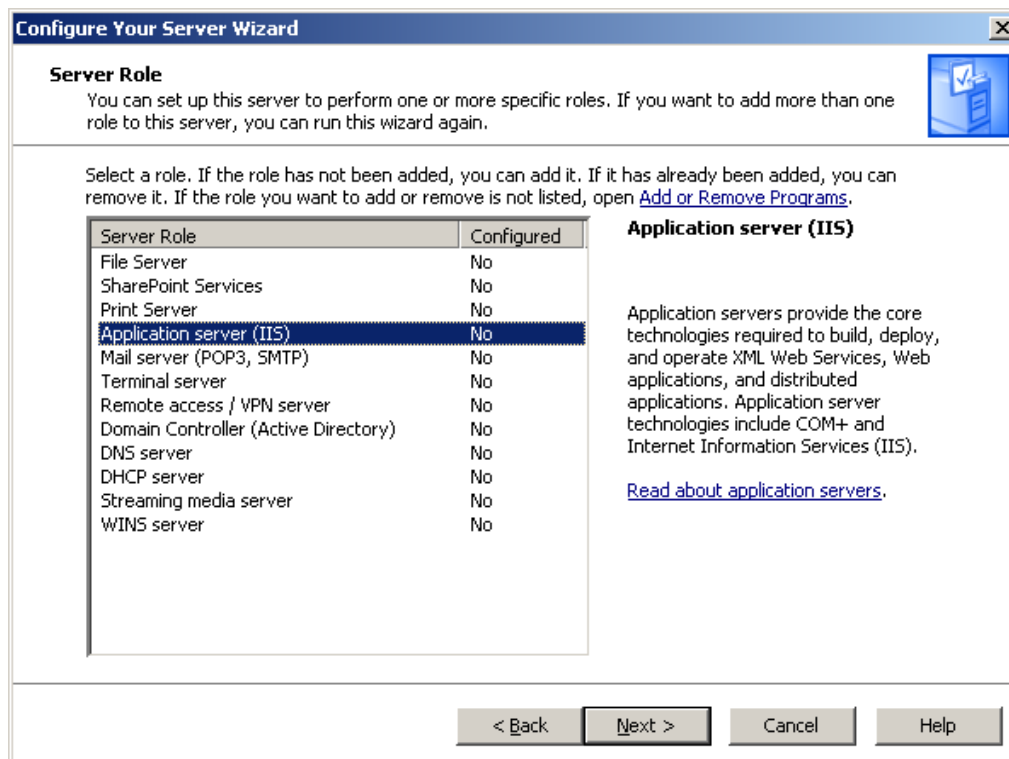 Configure Your Server Wizard
Server Role
You can set up this server to perform one or more specific roles. If you want to add more than one
role to this server, you can run this wizard again.
Select a role. If the role has not been added, you can add it. If it has already been added, you can
remove it. If the role you want to add or remove is not listed, open Add or Remove Programs.
Server Role Configured
File Server No
SharePoint Services No
Print Server No
Application server (IIS) No
Mail server (POP3, SMTP) No
Terminal server No
Remote access / VPN server No
Domain Controller (Active Directory) No
DNS server No
DHCP server No
Streaming media server No
WINS server No
Application server (IIS)
Application servers provide the core
technologies required to build, deploy,
and operate XML Web Services, Web
applications, and distributed
applications. Application server
technologies include COM+ and
Internet Information Services (IIS).
Read about application servers.
< Back Next > Cancel Help